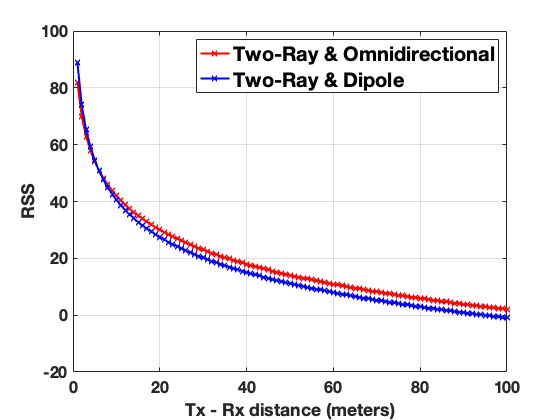 100
80
60
40
20
0
-20
RSS
Two-Ray & Omnidirectional
Two-Ray & Dipole
0 20 40 60 80 100
Tx - Rx distance (meters)